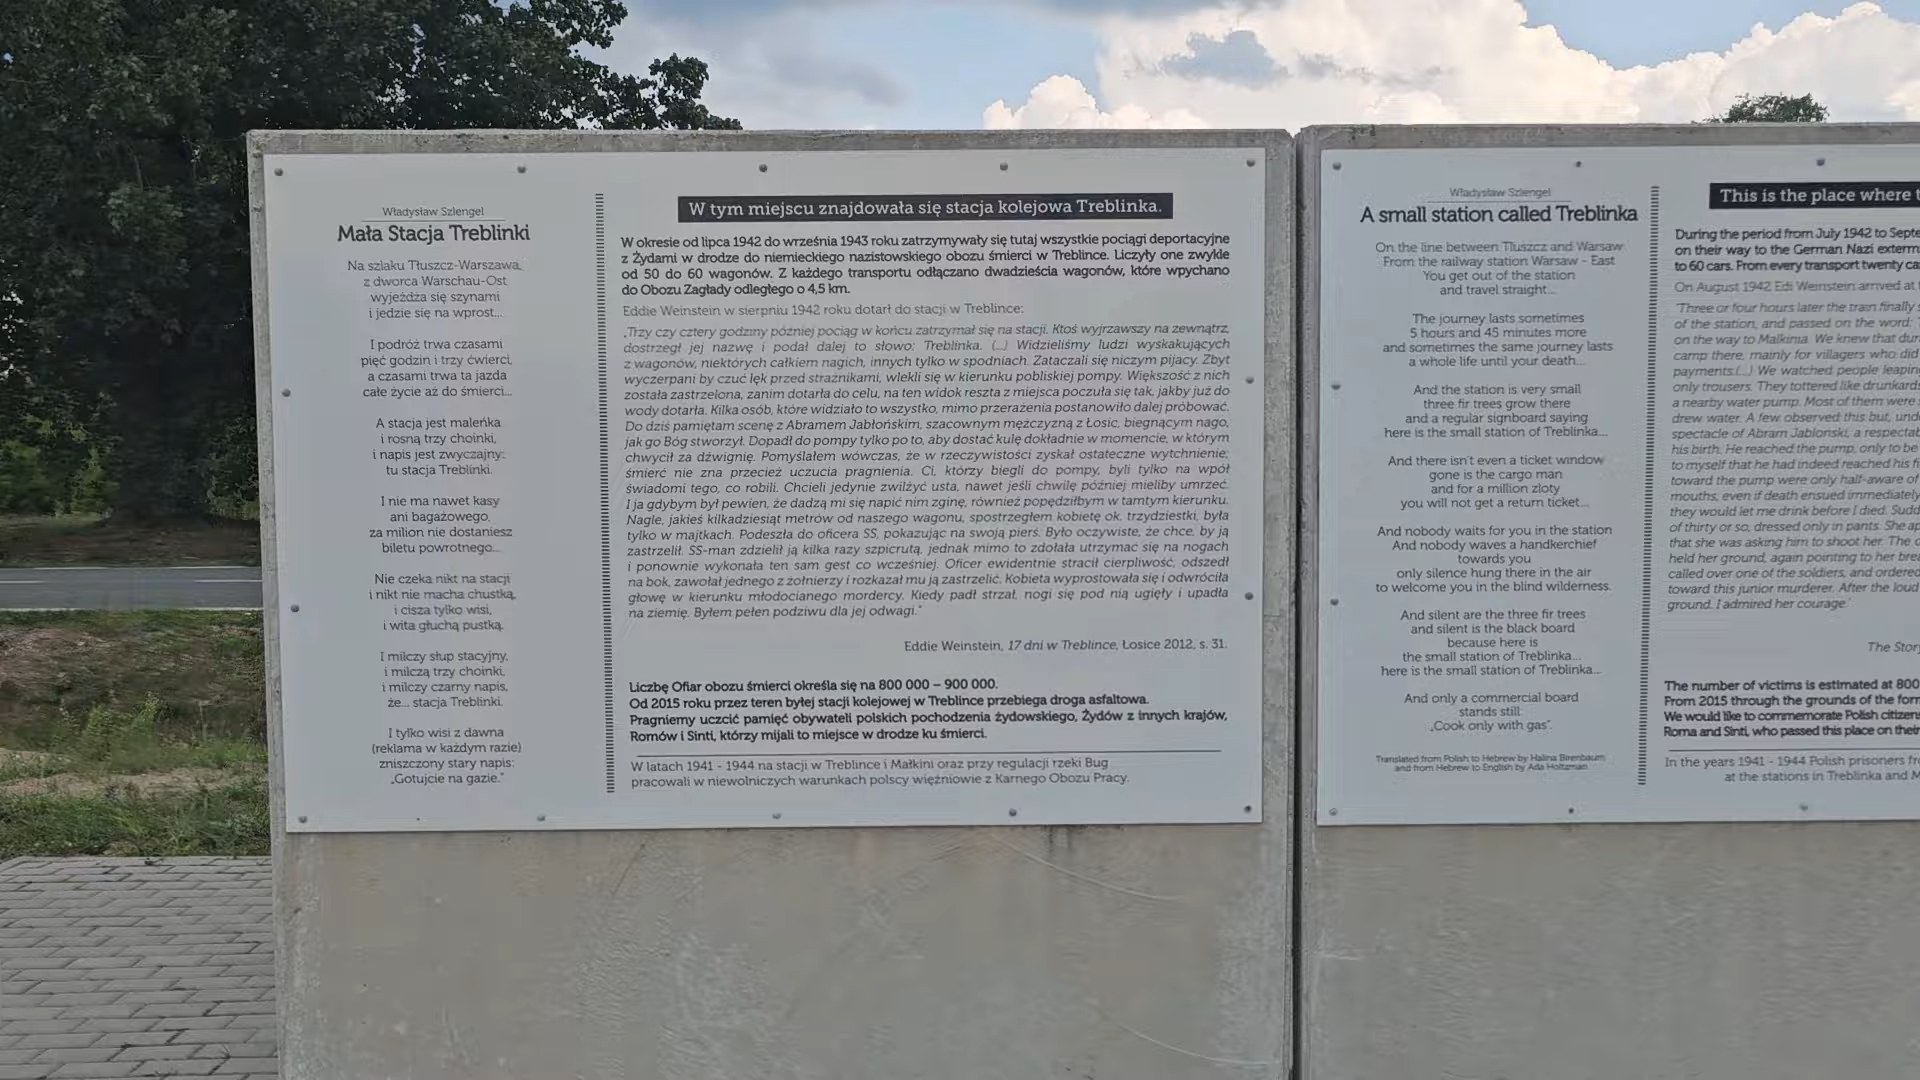 Władysław Szlengel
Mała Stacja Treblinki
Na szlaku Tłuszcz-Warszawa,
z dworca Warschau-Ost
wyjeżdża się szynami
i jedzie się na wprost...
I podróż trwa czasami
pięć godzin i trzy ćwierci,
a czasami trwa ta jazda
całe życie aż do śmierci...
A stacja jest maleńka
i rosną trzy choinki,
i napis jest zwyczajny:
tu stacja Treblinki.
I nie ma nawet kasy
ani bagażowego,
za milion nie dostaniesz
biletu powrotnego...
Nie czeka nikt na stacji
i nikt nie macha chustką,
i cisza tylko wisi,
i wita głuchą pustką.
I milczy słup stacyjny,
i milczą trzy choinki,
i milczy czarny napis,
że... stacja Treblinki.
I tylko wisi z dawna
(reklama w każdym razie)
zniszczony stary napis:
„Gotujcie na gazie.”
W tym miejscu znajdowała się stacja kolejowa Treblinka.
W okresie od lipca 1942 do września 1943 roku zatrzymywały się tutaj wszystkie pociągi deportacyjne
z Żydami w drodze do niemieckiego nazistowskiego obozu śmierci w Treblince. Liczyły one zwykle
od 50 do 60 wagonów. Z każdego transportu odłączano dwadzieścia wagonów, które wpychano
do Obozu Zagłady odległego o 4,5 km.
Eddie Weinstein w sierpniu 1942 roku dotarł do stacji w Treblince:
„Trzy czy cztery godziny później pociąg w końcu zatrzymał się na stacji. Ktoś wyjrzawszy na zewnątrz,
dostrzegł jej nazwę i podał dalej to słowo: Treblinka. (...) Widzieliśmy ludzi wyskakujących
z wagonów, niektórych całkiem nagich, innych tylko w spodniach. Zataczali się niczym pijacy. Zbyt
wyczerpani by czuć lęk przed strażnikami, wlekli się w kierunku pobliskiej pompy. Większość z nich
została zastrzelona, zanim dotarła do celu, na ten widok reszta z miejsca poczuła się tak, jakby już do
wody dotarła. Kilka osób, które widziało to wszystko, mimo przerażenia postanowiło dalej próbować.
Do dziś pamiętam scenę z Abramem Jabłońskim, szacownym mężczyzną z Łosic, biegnącym nago,
jak go Bóg stworzył. Dopadł do pompy tylko po to, aby dostać kulę dokładnie w momencie, w którym
chwycił za dźwignię. Pomyślałem wówczas, że w rzeczywistości zyskał ostateczne wytchnienie;
śmierć nie zna przecież uczucia pragnienia. Ci, którzy biegli do pompy, byli tylko na wpół
świadomi tego, co robili. Chcieli jedynie zwilżyć usta, nawet jeśli chwilę później mieliby umrzeć.
I ja gdybym był pewien, że dadzą mi się napić nim zginę, również popędziłbym w tamtym kierunku.
Nagle, jakieś kilkadziesiąt metrów od naszego wagonu, spostrzegłem kobietę ok. trzydziestki, była
tylko w majtkach. Podeszła do oficera SS, pokazując na swoją pierś. Było oczywiste, że chce, by ją
zastrzelił. SS-man zdzielił ją kilka razy szpicrutą, jednak mimo to zdołała utrzymać się na nogach
i ponownie wykonała ten sam gest co wcześniej. Oficer ewidentnie stracił cierpliwość, odszedł
na bok, zawołał jednego z żołnierzy i rozkazał mu ją zastrzelić. Kobieta wyprostowała się i odwróciła
głowę w kierunku młodocianego mordercy. Kiedy padł strzał, nogi się pod nią ugięły i upadła
na ziemię. Byłem pełen podziwu dla jej odwagi.”
Eddie Weinstein, 17 dni w Treblince, Łosice 2012, s. 31.
Liczbę Ofiar obozu śmierci określa się na 800 000 – 900 000.
Od 2015 roku przez teren byłej stacji kolejowej w Treblince przebiega droga asfaltowa.
Pragniemy uczcić pamięć obywateli polskich pochodzenia żydowskiego, Żydów z innych krajów,
Romów i Sinti, którzy mijali to miejsce w drodze ku śmierci.
W latach 1941 - 1944 na stacji w Treblince i Małkini oraz przy regulacji rzeki Bug
pracowali w niewolniczych warunkach polscy więźniowie z Karnego Obozu Pracy.
Władysław Szlengel
A small station called Treblinka
On the line between Tłuszcz and Warsaw
From the railway station Warsaw - East
You get out of the station
and travel straight...
The journey lasts sometimes
5 hours and 45 minutes more
and sometimes the same journey lasts
a whole life until your death...
And the station is very small
three fir trees grow there
and a regular signboard saying
here is the small station of Treblinka...
And there isn't even a ticket window
gone is the cargo man
and for a million zloty
you will not get a return ticket...
And nobody waits for you in the station
And nobody waves a handkerchief
towards you
only silence hung there in the air
to welcome you in the blind wilderness.
And silent are the three fir trees
and silent is the black board
because here is
the small station of Treblinka...
here is the small station of Treblinka...
And only a commercial board
stands still:
„Cook only with gas”.
Translated from Polish to Hebrew by Halina Birenbaum
and from Hebrew to English by Ada Holtzman
This is the place where
During the period from July 1942 to
on their way to the German Nazi
to 60 cars. From every transport twenty
On August 1942 Edi Weinstein arrived at
"Three or four hours later the train finally
of the station, and passed on the word:
on the way to Malkinia. We knew that
camp there, mainly for villagers who did
payments.(...) We watched people
only trousers. They tottered like
a nearby water pump. Most of them were
drew water. A few observed this but,
spectacle of Abram Jablonski, a
his birth. He reached the pump, only to be
to myself that he had indeed reached his
toward the pump were only half-aware of
mouths, even if death ensued immediately
they would let me drink before I died.
of thirty or so, dressed only in pants. She
that she was asking him to shoot her. The
held her ground, again pointing to her
called over one of the soldiers, and ordered
toward this junior murderer. After the loud
ground. I admired her courage."
The
The number of victims is estimated at 800
From 2015 through the grounds of the
We would like to commemorate Polish
Roma and Sinti, who passed this place on their
In the years 1941 - 1944 Polish prisoners
at the stations in Treblinka and